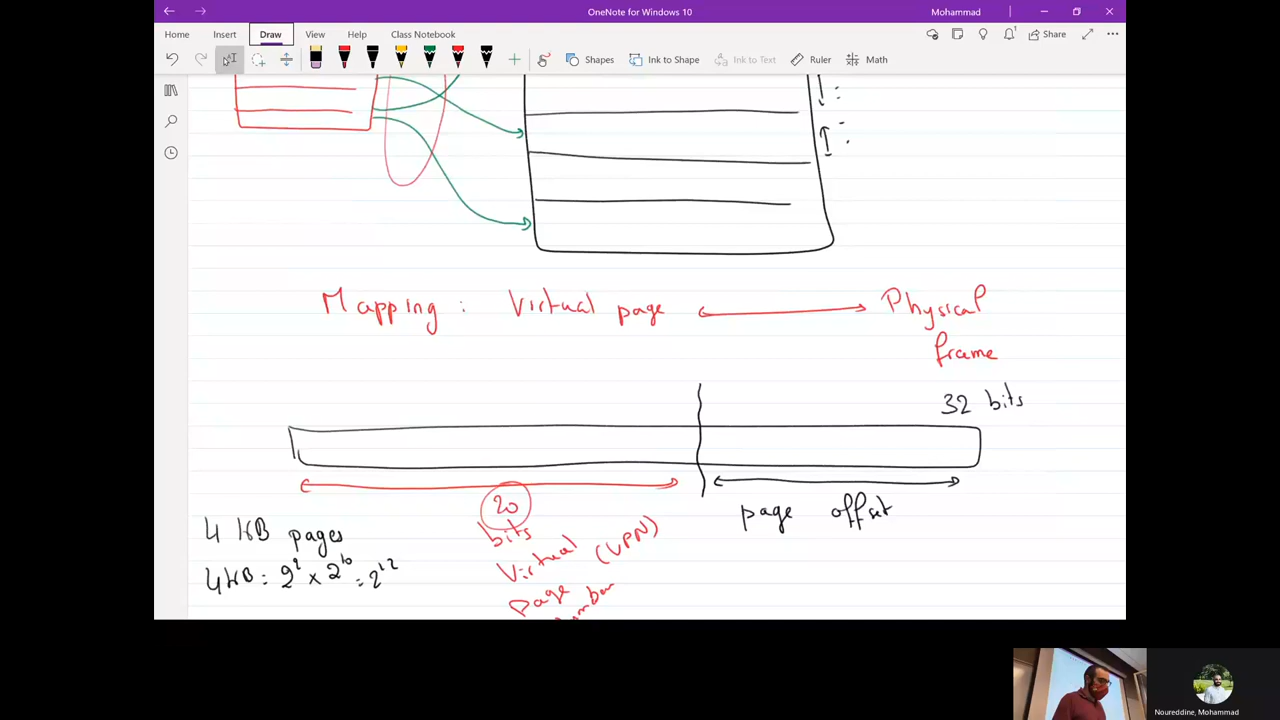 OneNote for Windows 10
Mohammad
Home Insert Draw View Help Class Notebook
Share
Shapes Ink to Shape Ink to Text Ruler Math
Mapping : Virtual page Physical
frame
32 bits
20
bits
page offset
Virtual (VPN)
Page
4 KB pages
4KB = 2² x 2¹⁰ = 2¹²
Noureddine, Mohammad